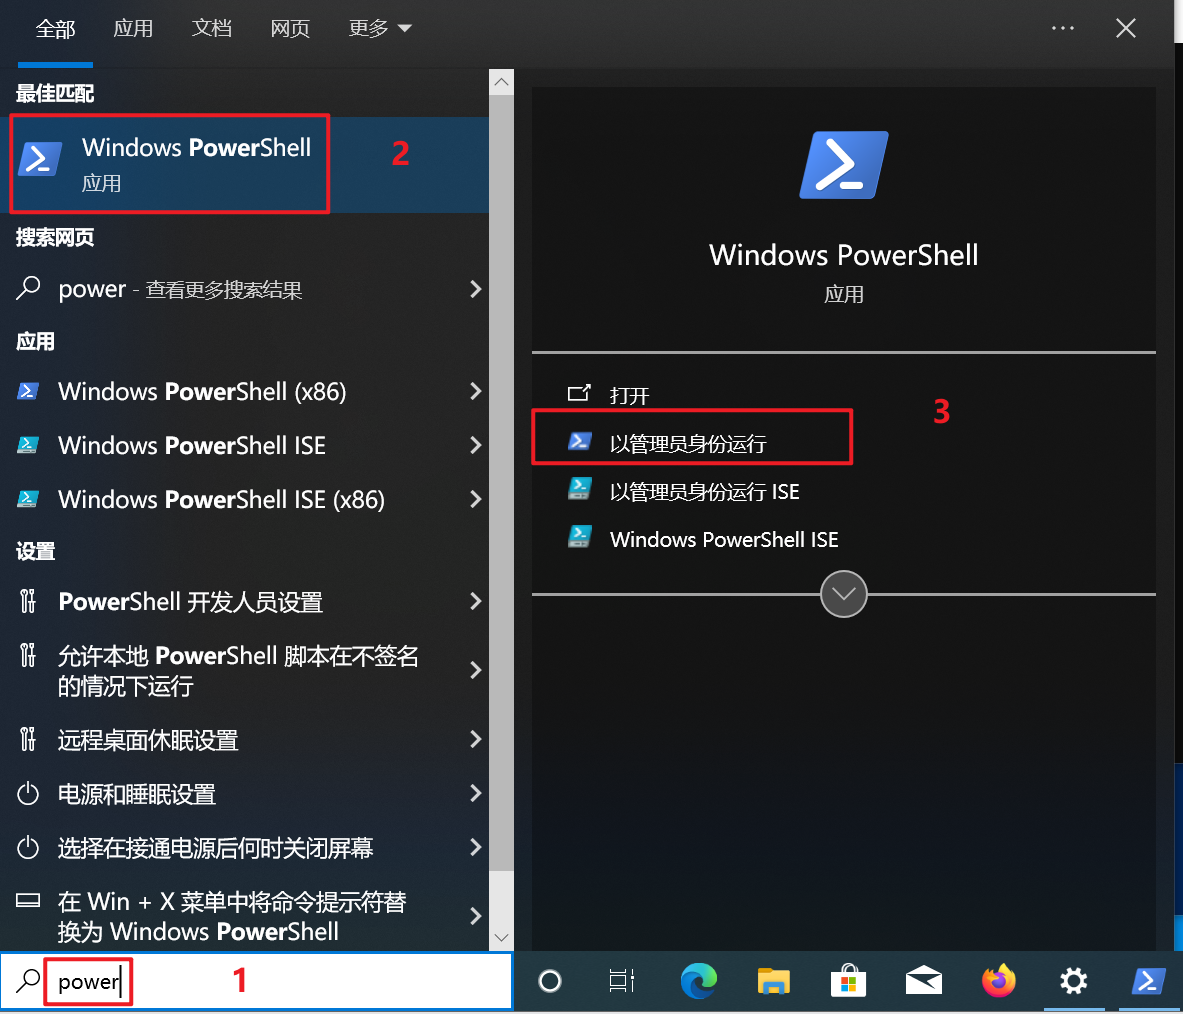 全部 应用 文档 网页 更多
最佳匹配
Windows PowerShell
应用
2
搜索网页
power - 查看更多搜索结果
应用
Windows PowerShell (x86)
Windows PowerShell ISE
Windows PowerShell ISE (x86)
设置
PowerShell 开发人员设置
允许本地 PowerShell 脚本在不签名
的情况下运行
远程桌面休眠设置
电源和睡眠设置
选择在接通电源后何时关闭屏幕
在 Win + X 菜单中将命令提示符替
换为 Windows PowerShell
power
1
Windows PowerShell
应用
打开
以管理员身份运行
3
以管理员身份运行 ISE
Windows PowerShell ISE